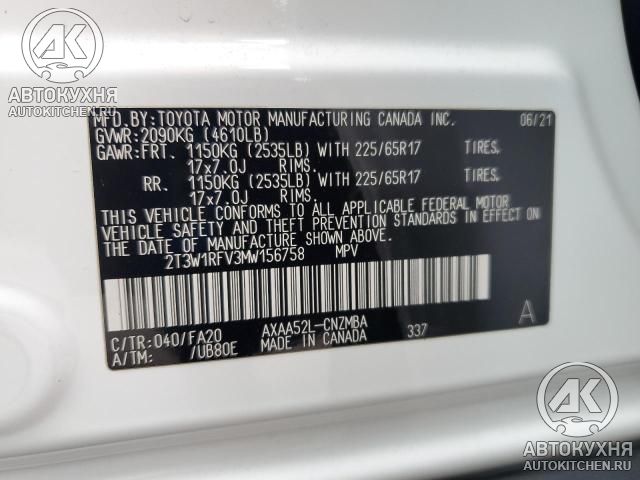 АК
АВТОКУХНЯ
AUTOKITCHEN.RU
MFD.BY:TOYOTA MOTOR MANUFACTURING CANADA INC. 06/21
GVWR:2090KG (4610LB)
GAWR:FRT. 1150KG (2535LB) WITH 225/65R17 TIRES,
17x7.0J RIMS.
RR. 1150KG (2535LB) WITH 225/65R17 TIRES,
17x7.0J RIMS.
THIS VEHICLE CONFORMS TO ALL APPLICABLE FEDERAL MOTOR
VEHICLE SAFETY AND THEFT PREVENTION STANDARDS IN EFFECT ON
THE DATE OF MANUFACTURE SHOWN ABOVE.
2T3W1RFV3MW156758 MPV
C/TR:040/FA20 AXAA52L-CNZMBA A
A/TM: /UB80E MADE IN CANADA 337
АК
АВТОКУХНЯ
AUTOKITCHEN.RU